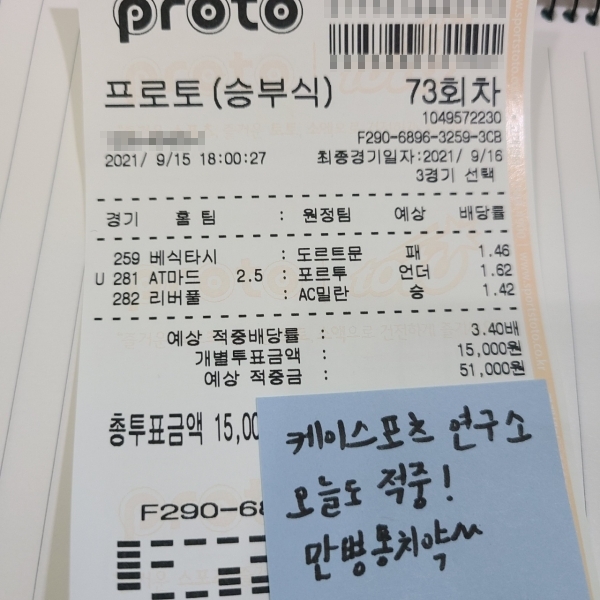 proto
프로토(승부식) 73회차
1049572230
F290-6896-3259-3CB
2021/ 9/15 18:00:27 최종경기일자:2021/ 9/16
3경기 선택
경기 홈 팀 : 원정팀 예상 배당률
259 베식타시 : 도르트문 패 1.46
U 281 AT마드 2.5 : 포르투 언더 1.62
282 리버풀 : AC밀란 승 1.42
예상 적중배당률 : 3.40배
개별투표금액 : 15,000원
예상 적중금 : 51,000원
총투표금액 15,00
F290-68
케이스포츠 연구소
오늘도 적중!
만병통치약~